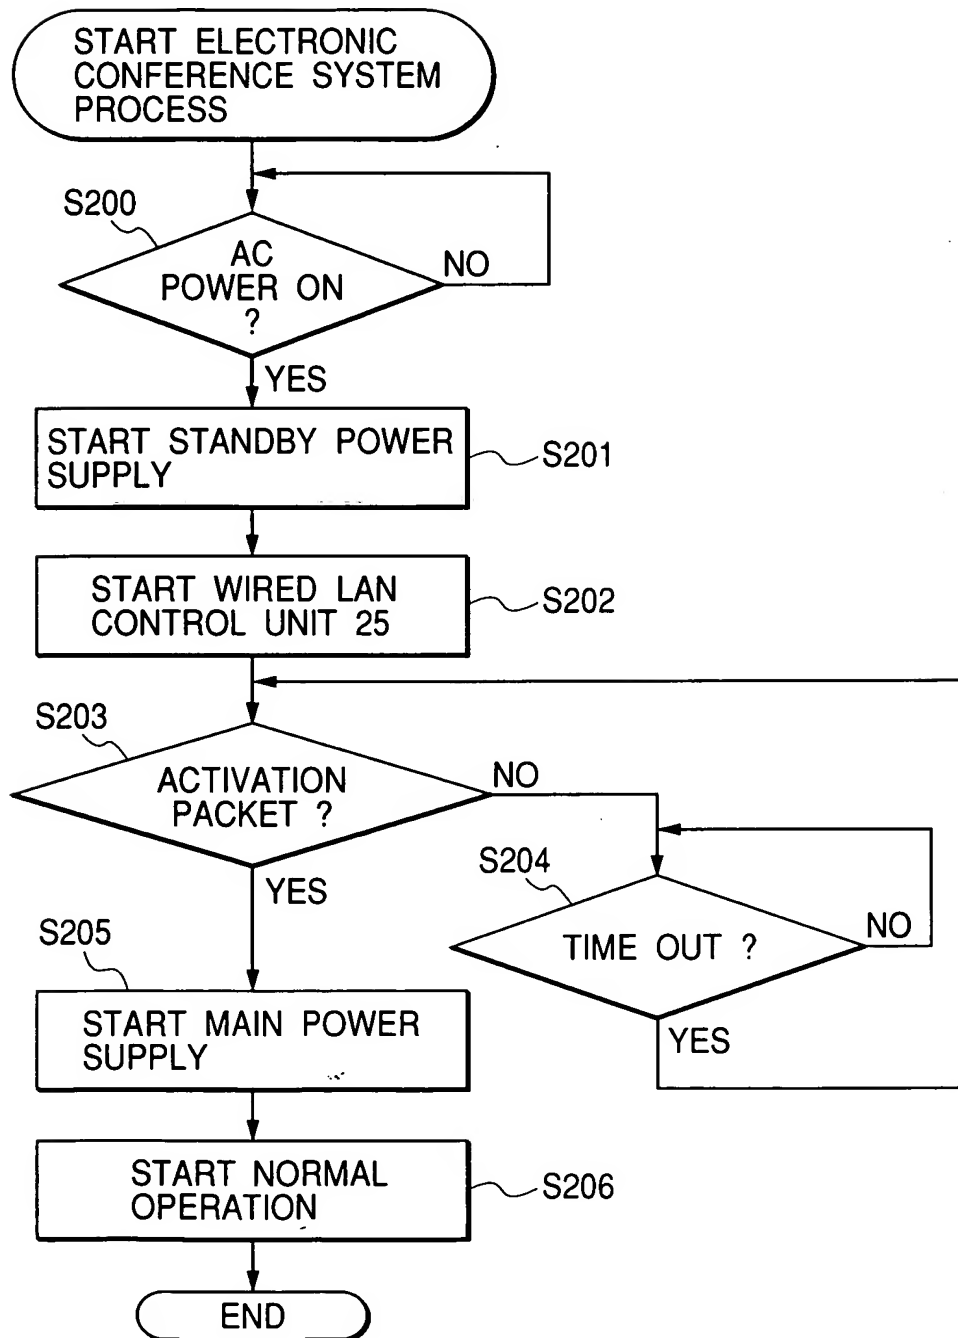 START ELECTRONIC
CONFERENCE SYSTEM
PROCESS
S200
AC
POWER ON
?
NO
YES
START STANDBY POWER
SUPPLY
S201
START WIRED LAN
CONTROL UNIT 25
S202
S203
ACTIVATION
PACKET ?
NO
YES
S204
TIME OUT ?
NO
YES
S205
START MAIN POWER
SUPPLY
START NORMAL
OPERATION
S206
END